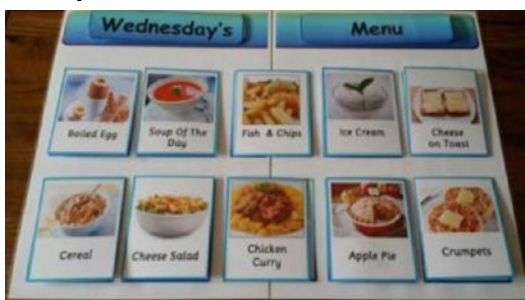 Wednesday's Menu
Boiled Egg
Soup Of The
Day
Fish & Chips
Ice Cream
Cheese
on Toast
Cereal
Cheese Salad
Chicken
Curry
Apple Pie
Crumpets